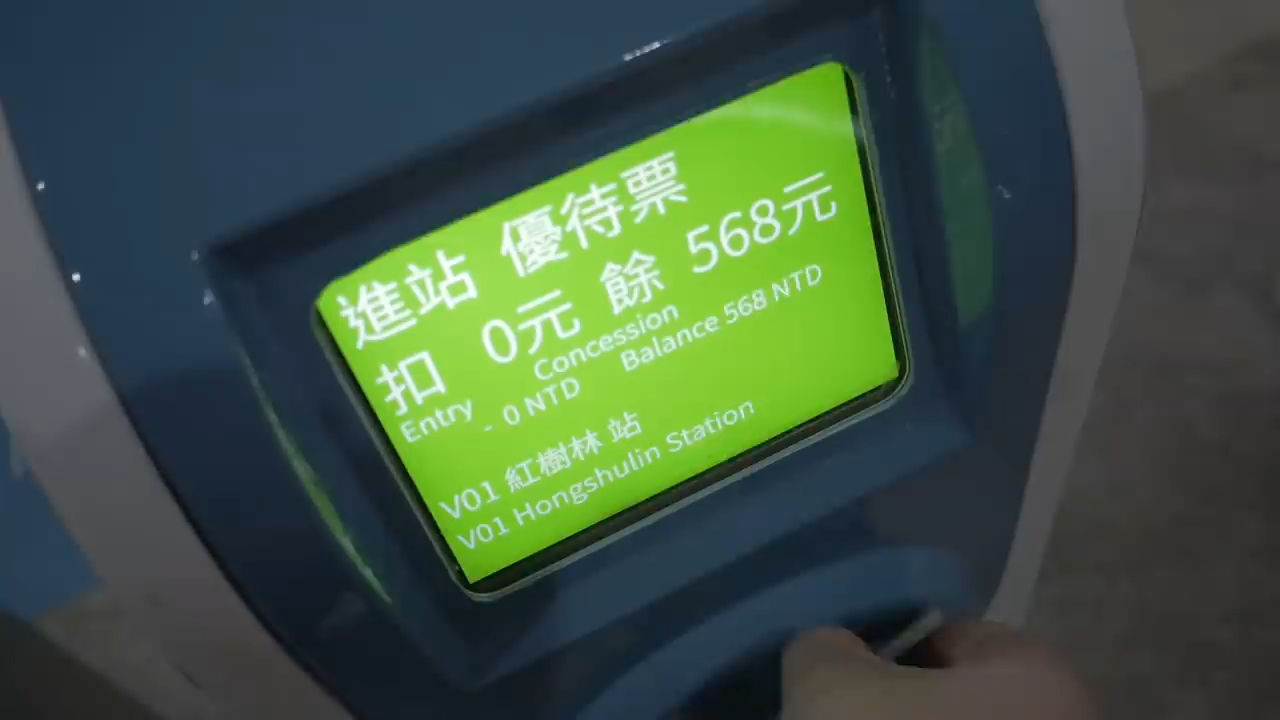 進站 優待票
扣 0元 餘 568元
Entry Concession
- 0 NTD Balance 568 NTD
V01 紅樹林 站
V01 Hongshulin Station